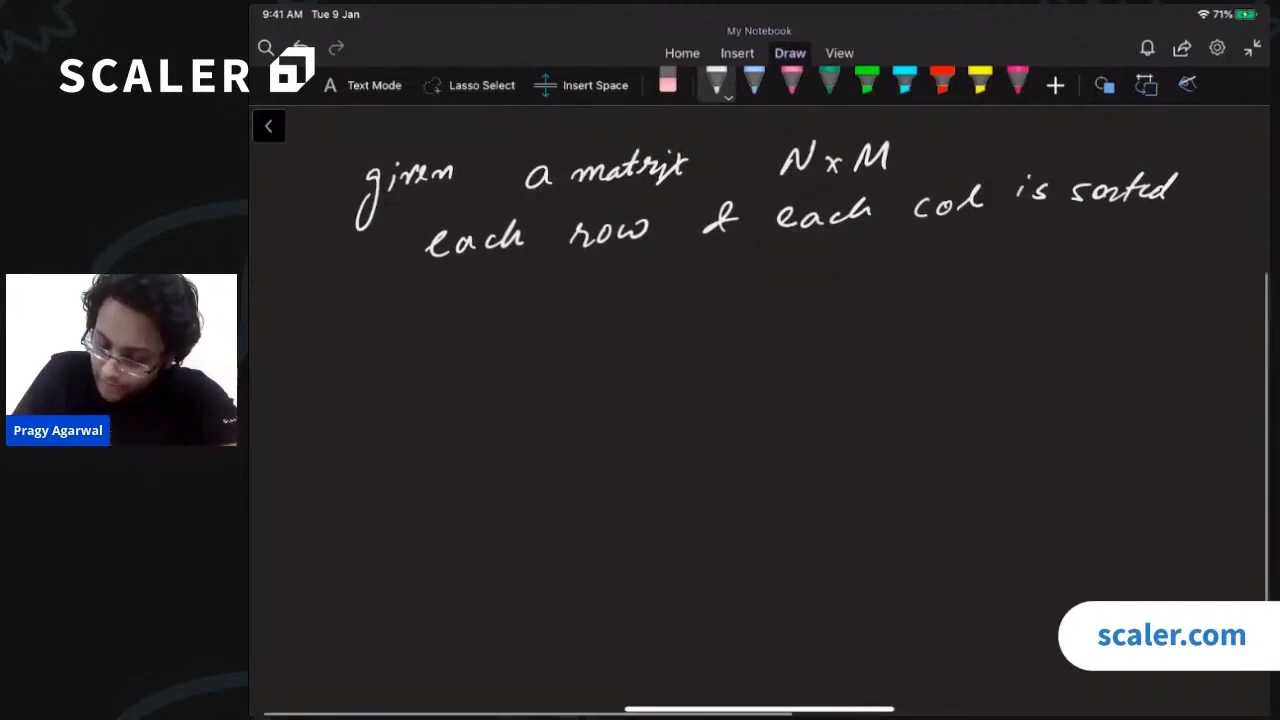 9:41 AM Tue 9 Jan
71%
My Notebook
SCALER
Home Insert Draw View
Text Mode Lasso Select Insert Space
given a matrix N x M
each row & each col is sorted
Pragy Agarwal
scaler.com